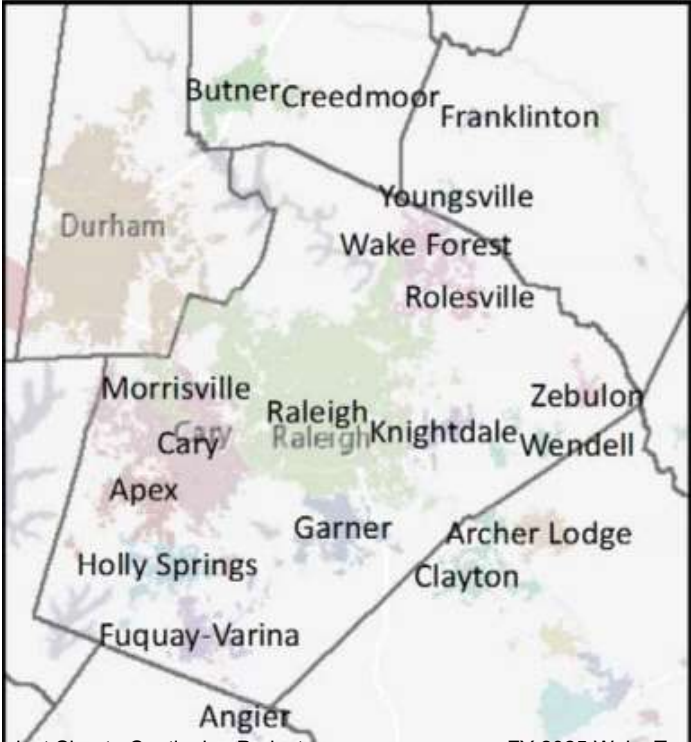 Butner
Creedmoor
Franklinton
Youngsville
Durham
Wake Forest
Rolesville
Morrisville
Zebulon
Raleigh
Cary
Cary
Raleigh
Knightdale
Wendell
Apex
Garner
Archer Lodge
Holly Springs
Clayton
Fuquay-Varina
Angier